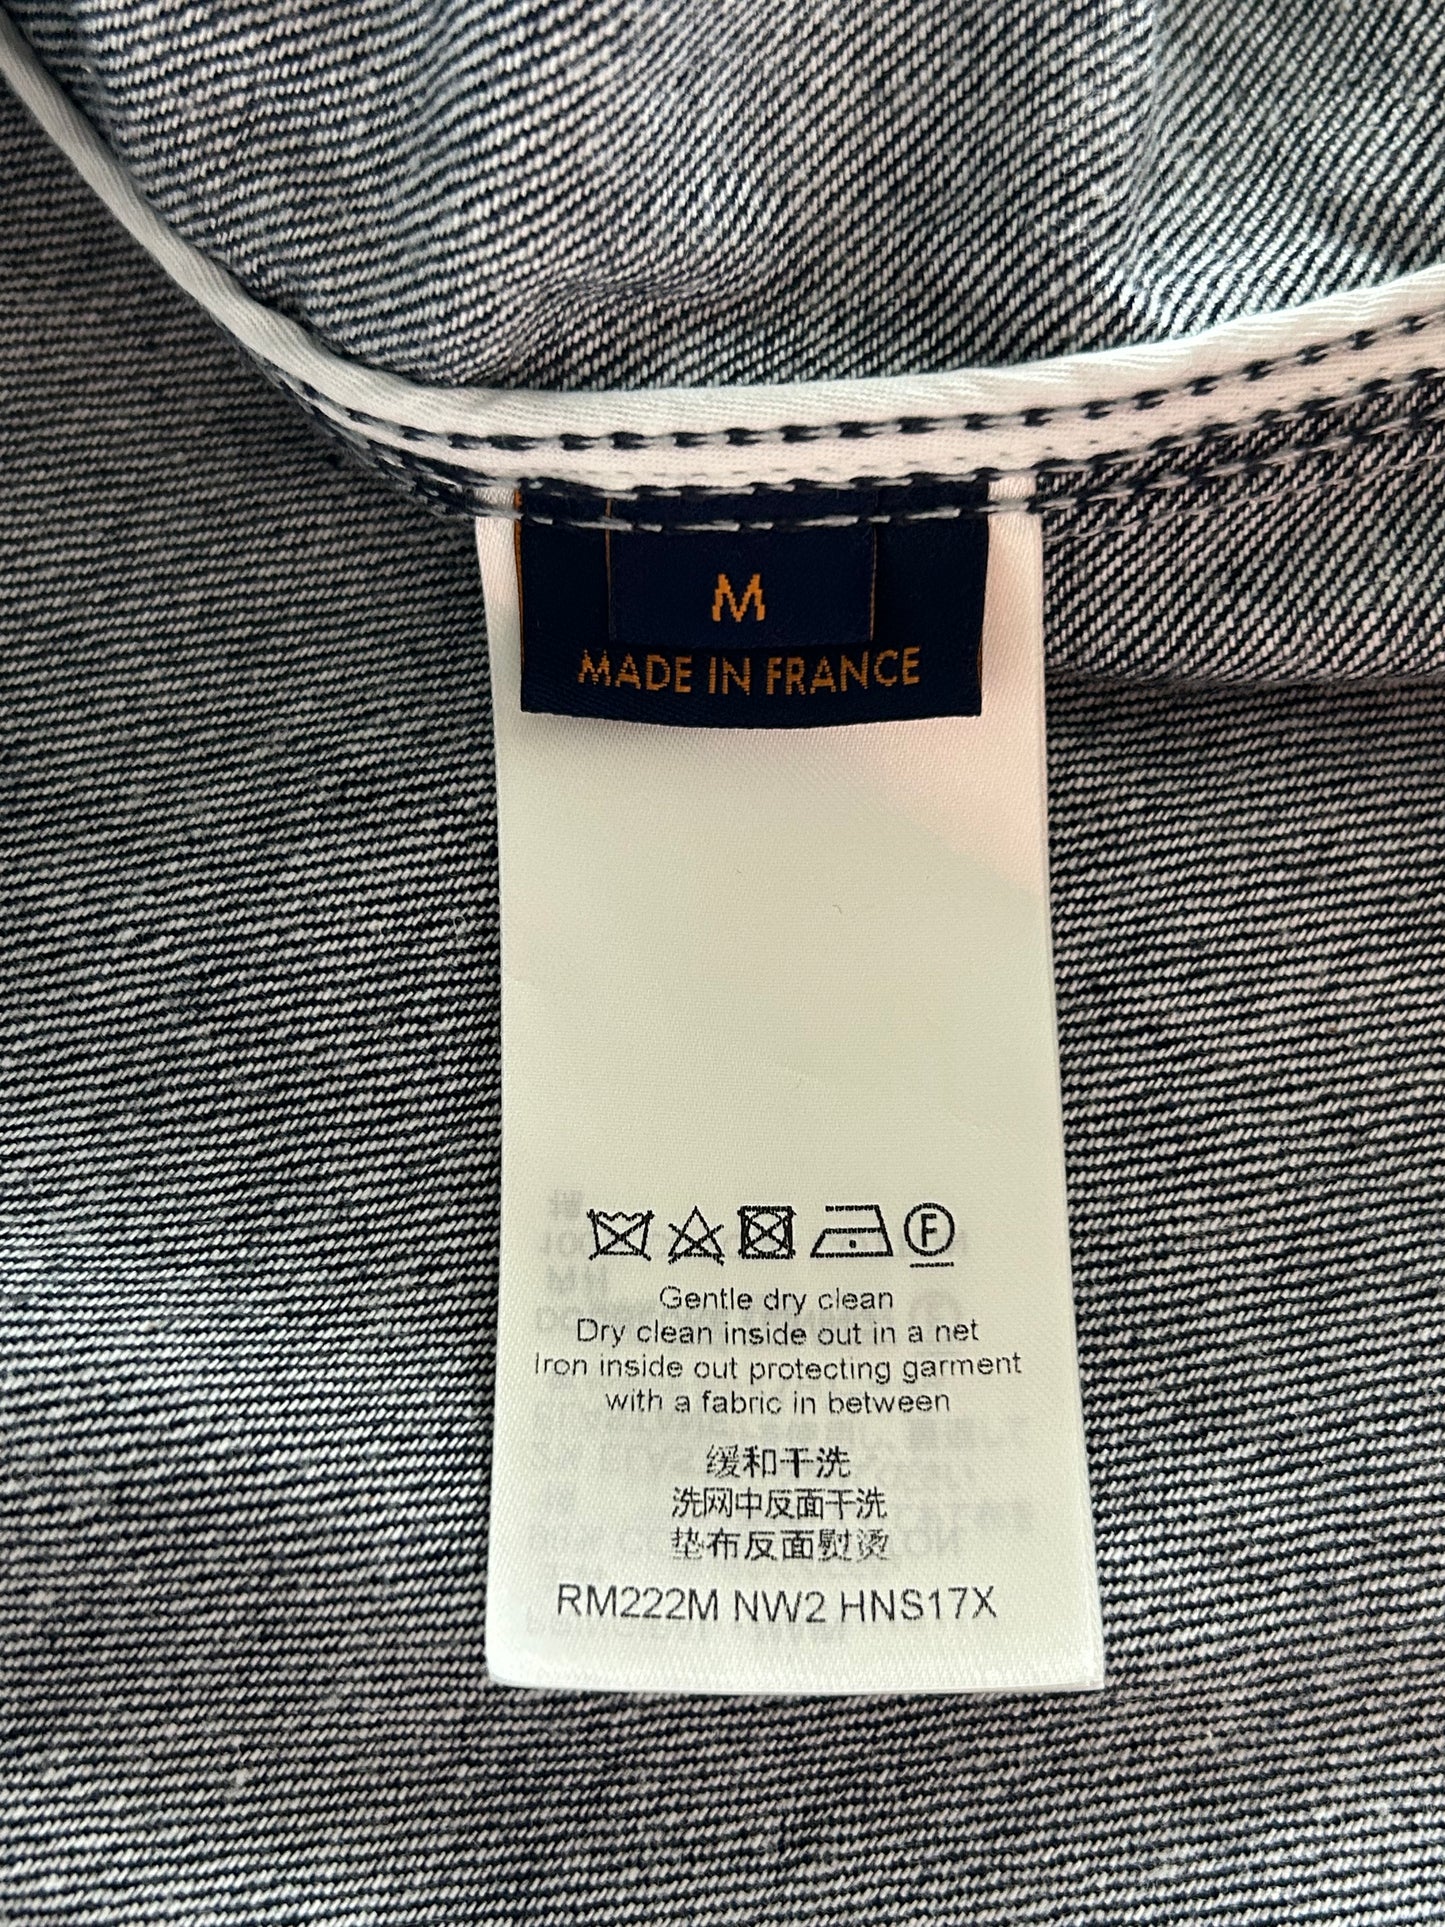 M
MADE IN FRANCE
F
Gentle dry clean
Dry clean inside out in a net
Iron inside out protecting garment
with a fabric in between
缓和干洗
洗网中反面干洗
垫布反面熨烫
RM222M NW2 HNS17X